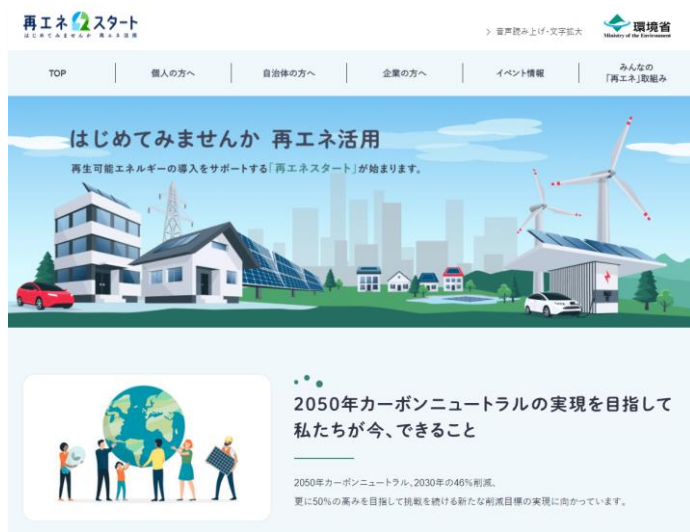 再エネスタート
はじめてみませんか 再エネ活用
> 音声読み上げ・文字拡大
環境省
Ministry of the Environment
TOP
個人の方へ
自治体の方へ
企業の方へ
イベント情報
みんなの
「再エネ」取組み
はじめてみませんか 再エネ活用
再生可能エネルギーの導入をサポートする「再エネスタート」が始まります。
2050年カーボンニュートラルの実現を目指して
私たちが今、できること
2050年カーボンニュートラル、2030年の46%削減、
更に50%の高みを目指して挑戦を続ける新たな削減目標の実現に向かっています。